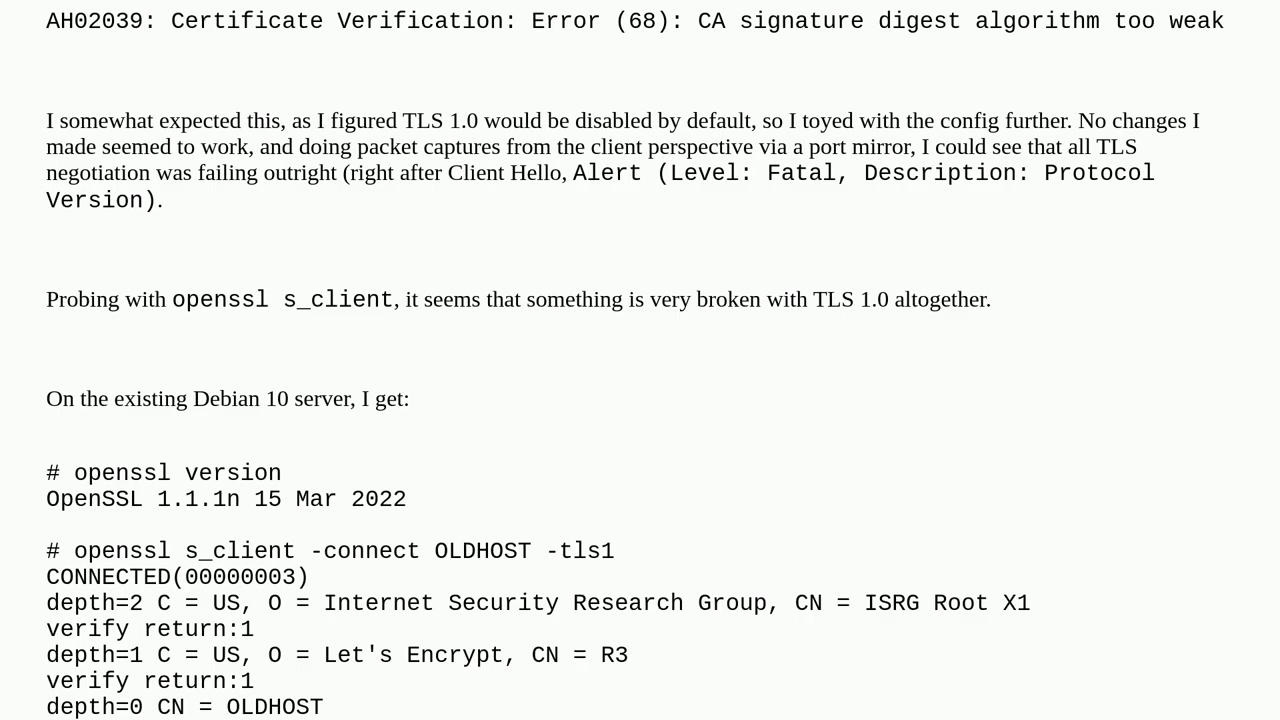 AH02039: Certificate Verification: Error (68): CA signature digest algorithm too weak
I somewhat expected this, as I figured TLS 1.0 would be disabled by default, so I toyed with the config further. No changes I
made seemed to work, and doing packet captures from the client perspective via a port mirror, I could see that all TLS
negotiation was failing outright (right after Client Hello, Alert (Level: Fatal, Description: Protocol
Version).
Probing with openssl s_client, it seems that something is very broken with TLS 1.0 altogether.
On the existing Debian 10 server, I get:
# openssl version
OpenSSL 1.1.1n 15 Mar 2022
# openssl s_client -connect OLDHOST -tls1
CONNECTED(00000003)
depth=2 C = US, O = Internet Security Research Group, CN = ISRG Root X1
verify return:1
depth=1 C = US, O = Let's Encrypt, CN = R3
verify return:1
depth=0 CN = OLDHOST